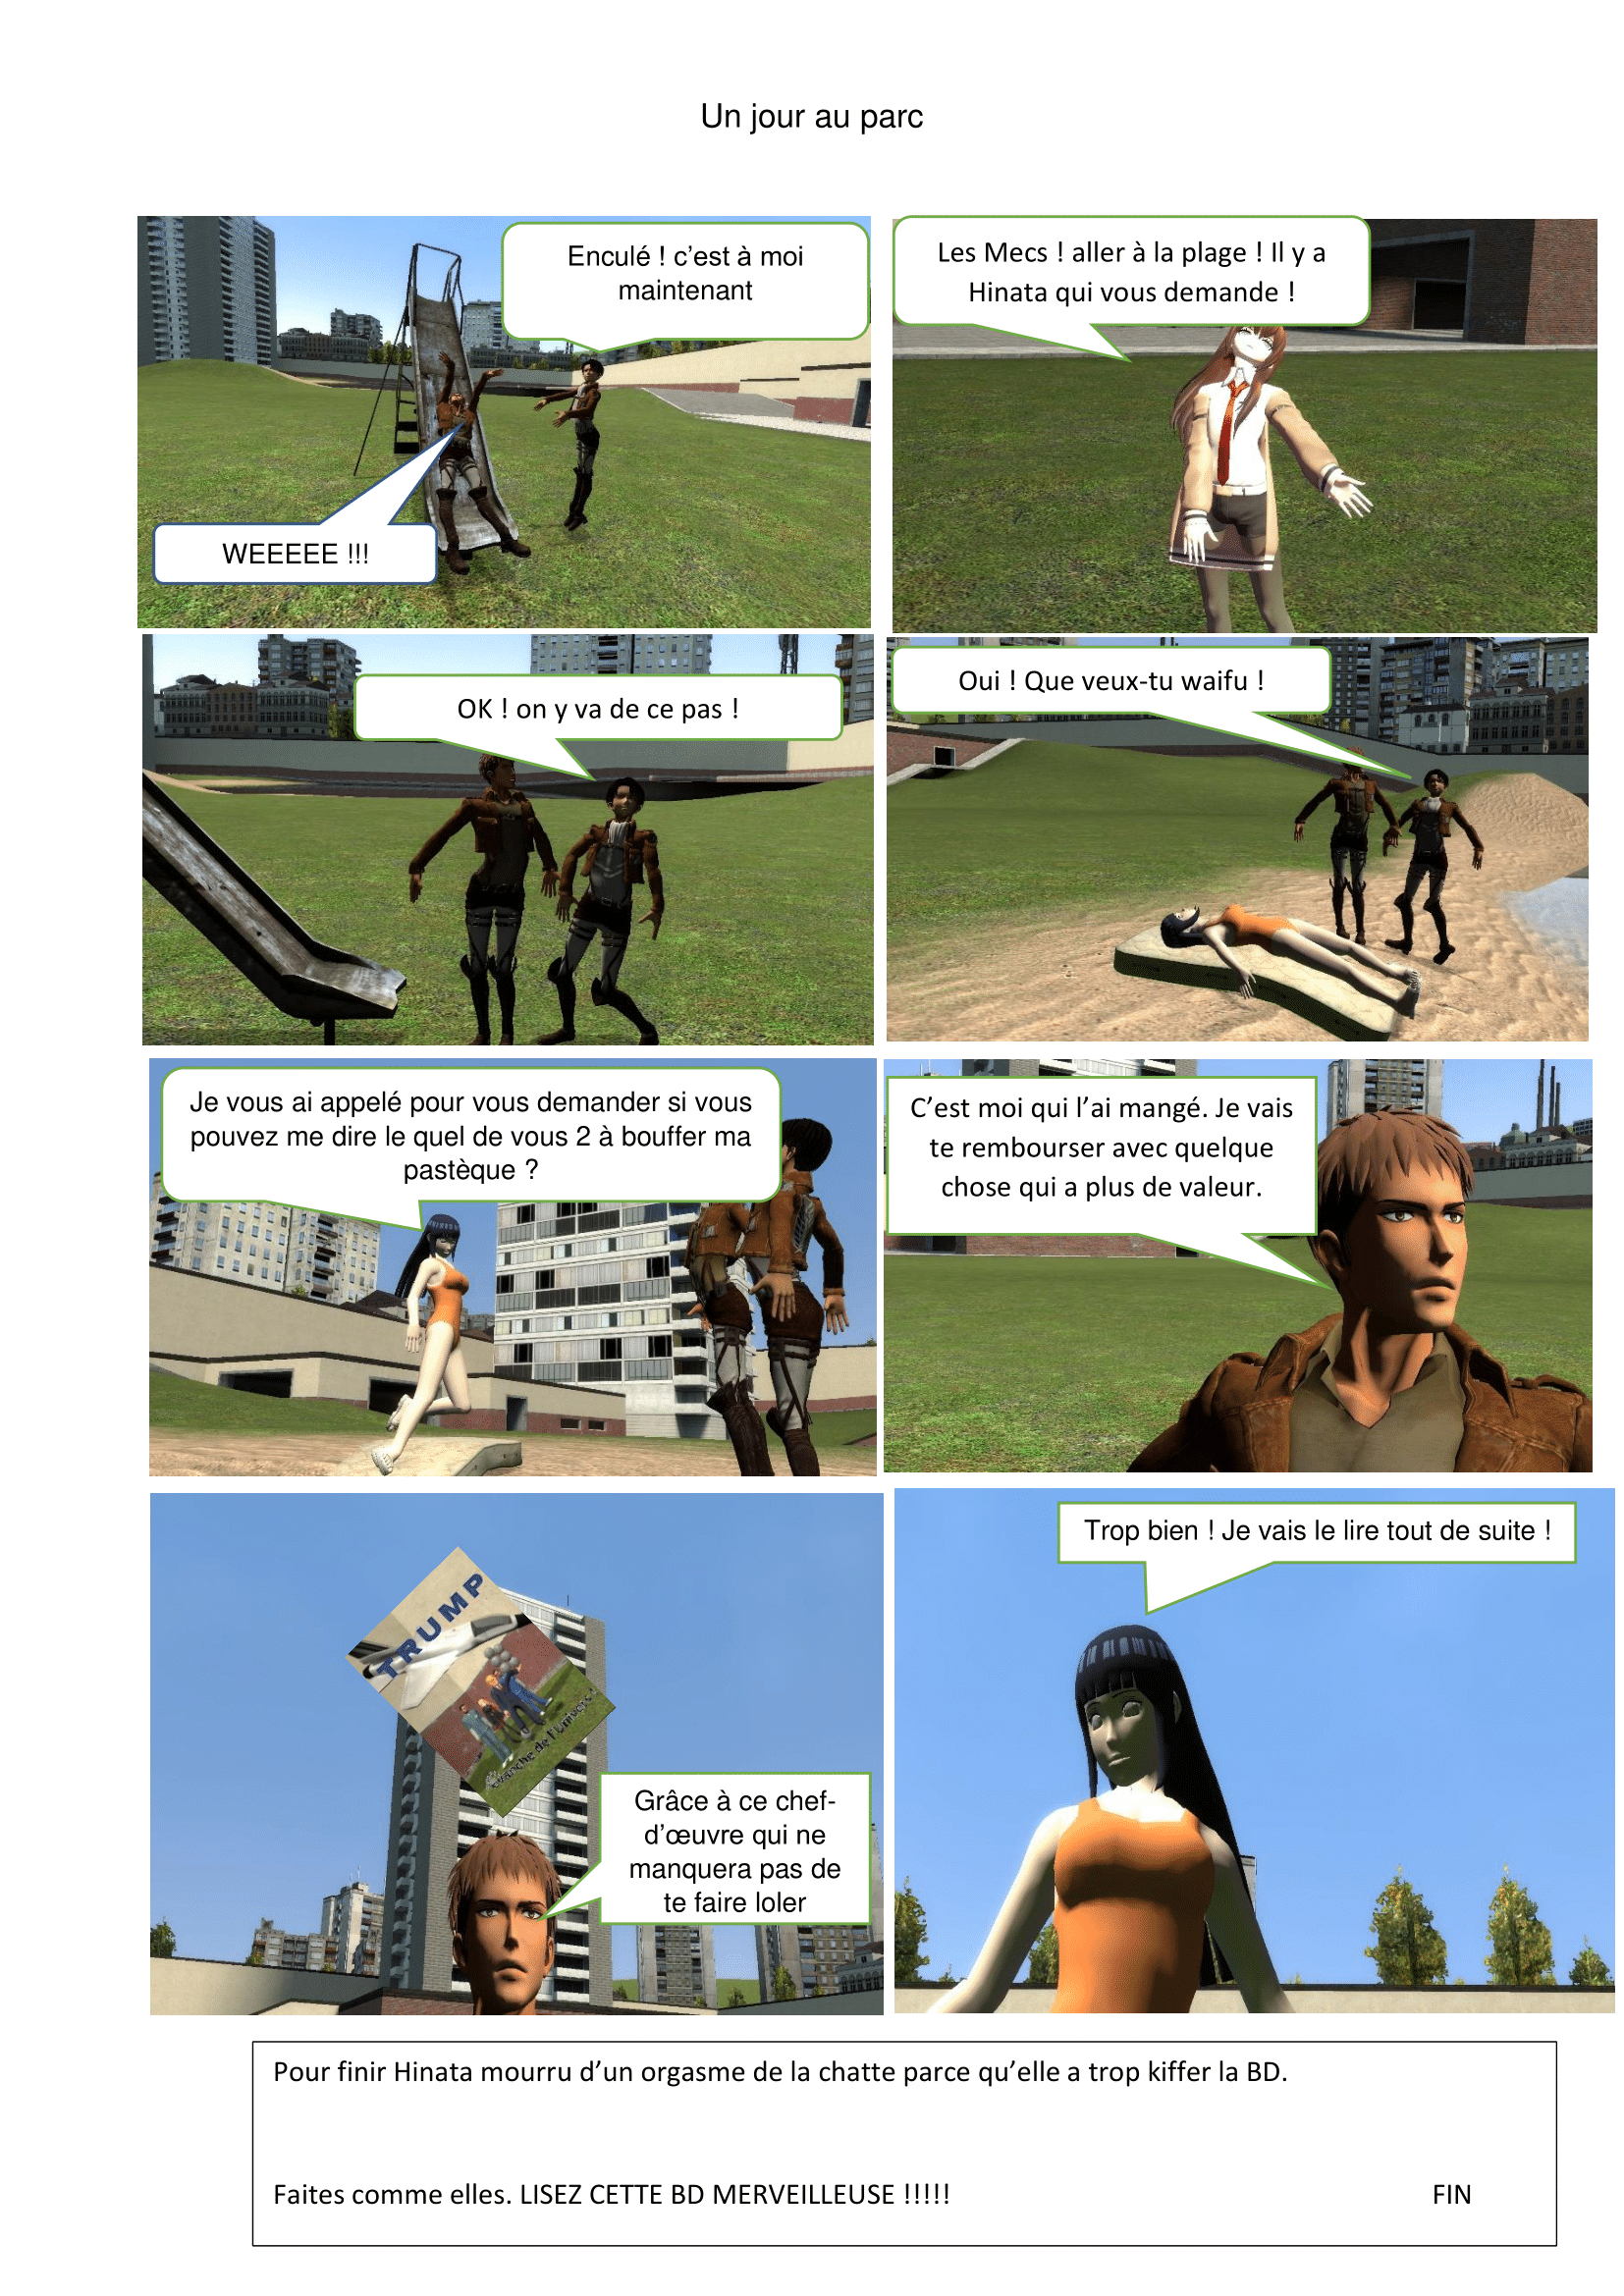 Un jour au parc
Enculé ! c’est à moi
maintenant
WEEEEE !!!
Les Mecs ! aller à la plage ! Il y a
Hinata qui vous demande !
OK ! on y va de ce pas !
Oui ! Que veux-tu waifu !
Je vous ai appelé pour vous demander si vous
pouvez me dire le quel de vous 2 à bouffer ma
pastèque ?
C’est moi qui l’ai mangé. Je vais
te rembourser avec quelque
chose qui a plus de valeur.
TRUMP
de l'Univers !
Grâce à ce chef-
d’œuvre qui ne
manquera pas de
te faire loler
Trop bien ! Je vais le lire tout de suite !
Pour finir Hinata mourru d’un orgasme de la chatte parce qu’elle a trop kiffer la BD.
Faites comme elles. LISEZ CETTE BD MERVEILLEUSE !!!!!
FIN